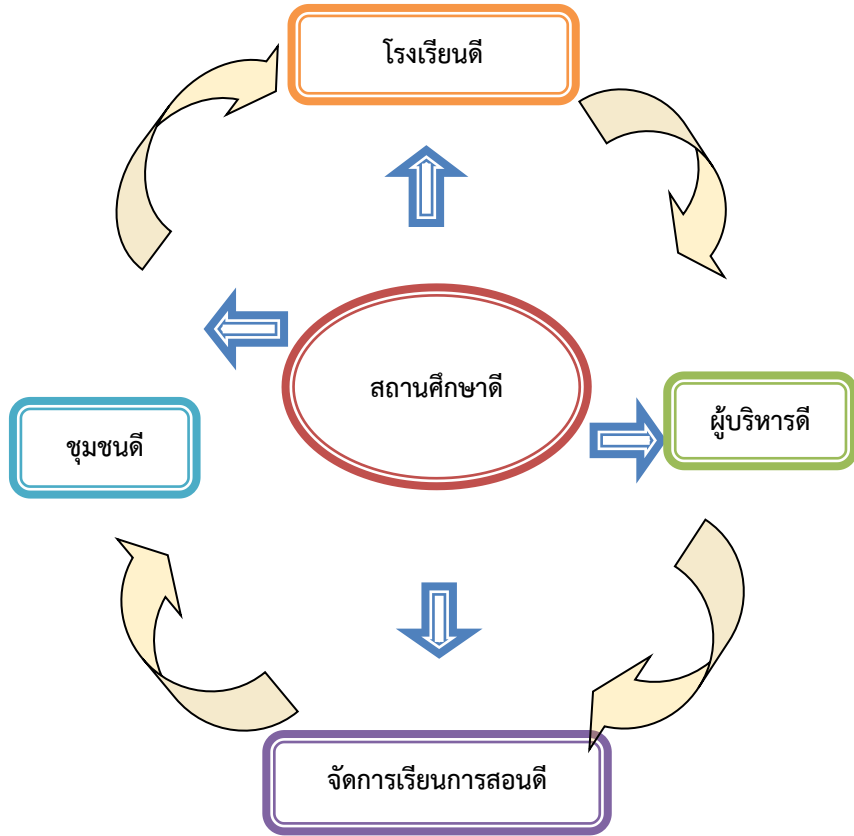 โรงเรียนดี
สถานศึกษาดี
ผู้บริหารดี
ชุมชนดี
จัดการเรียนการสอนดี